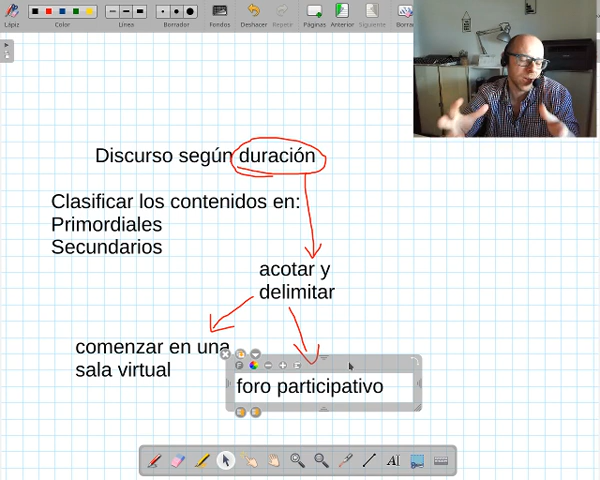 Lápiz
Color
Línea
Borrador
Fondos
Deshacer
Repetir
Páginas
Anterior
Siguiente
Discurso según duración
Clasificar los contenidos en:
Primordiales
Secundarios
acotar y
delimitar
comenzar en una
sala virtual
foro participativo